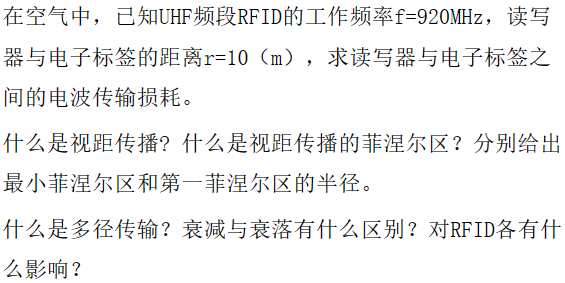 在空气中，已知UHF频段RFID的工作频率f=920MHz，读写
器与电子标签的距离r=10（m），求读写器与电子标签之
间的电波传输损耗。
什么是视距传播? 什么是视距传播的菲涅尔区？分别给出
最小菲涅尔区和第一菲涅尔区的半径。
什么是多径传输？衰减与衰落有什么区别？对RFID各有什
么影响？